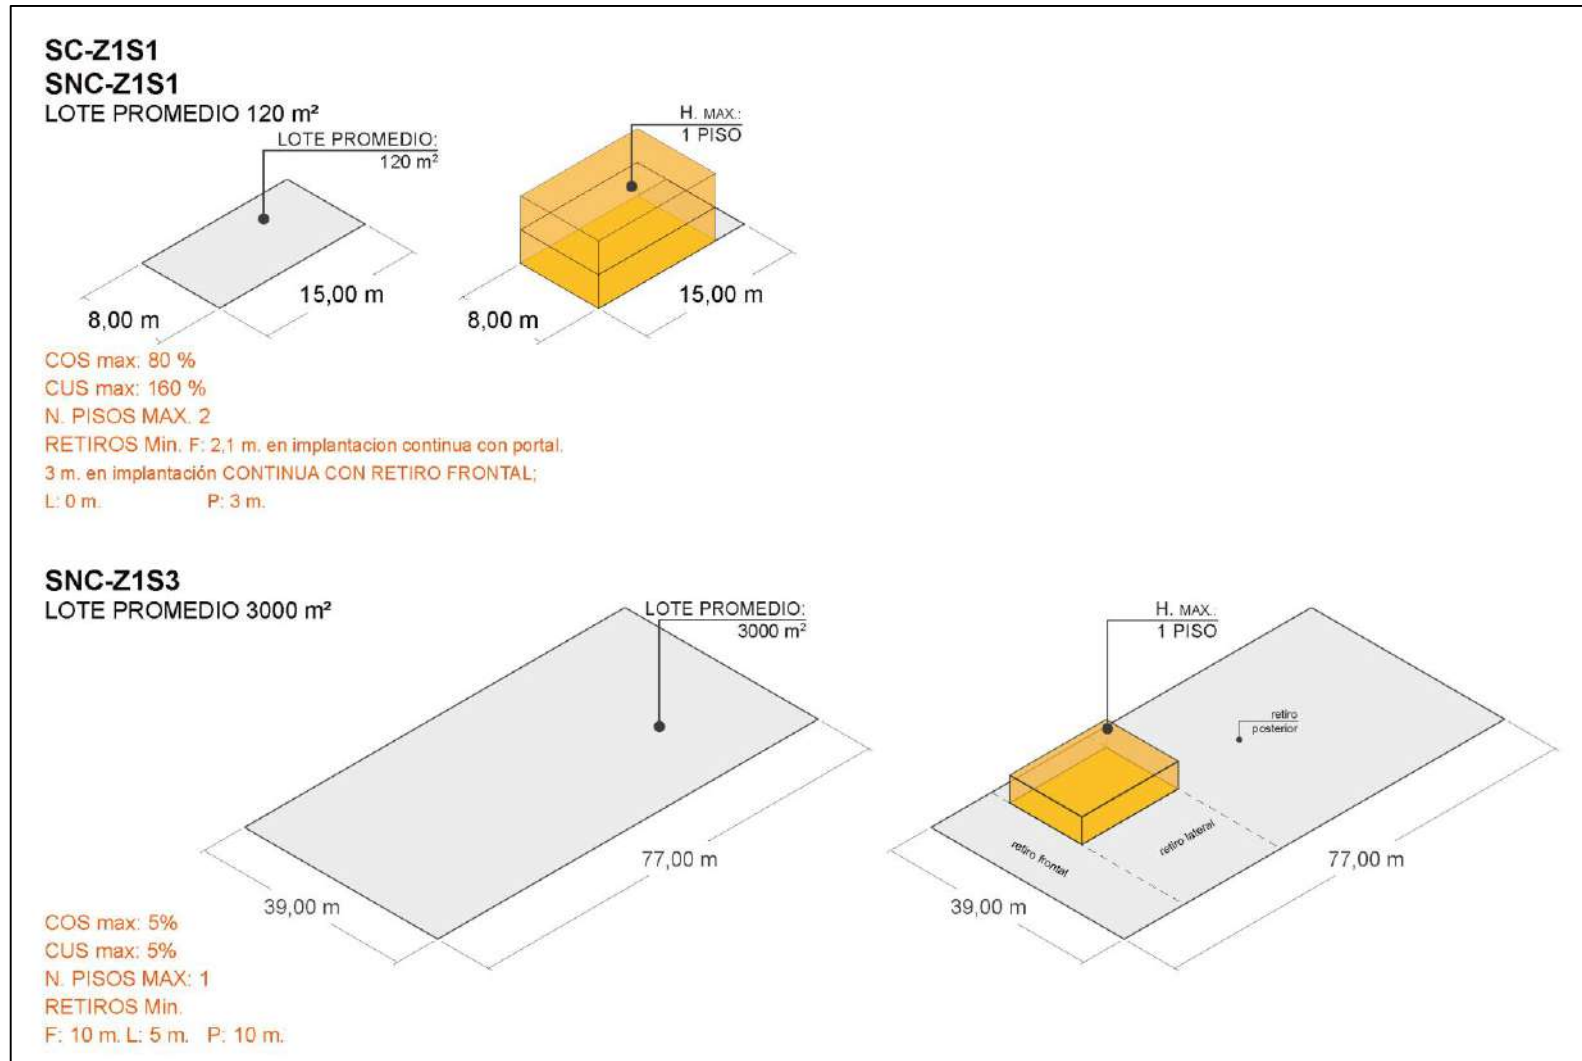 SC-Z1S1
SNC-Z1S1
LOTE PROMEDIO 120 m²
LOTE PROMEDIO:
120 m²
H. MAX.:
1 PISO
8,00 m
15,00 m
8,00 m
15,00 m
COS max: 80 %
CUS max: 160 %
N. PISOS MAX. 2
RETIROS Min. F: 2,1 m. en implantacion continua con portal.
3 m. en implantación CONTINUA CON RETIRO FRONTAL;
L: 0 m. P: 3 m.
SNC-Z1S3
LOTE PROMEDIO 3000 m²
LOTE PROMEDIO:
3000 m²
H. MAX.:
1 PISO
retiro
posterior
retiro lateral
retiro frontal
39,00 m
77,00 m
39,00 m
77,00 m
COS max: 5%
CUS max: 5%
N. PISOS MAX: 1
RETIROS Min.
F: 10 m. L: 5 m. P: 10 m.